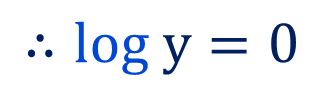 ∴ log y = 0